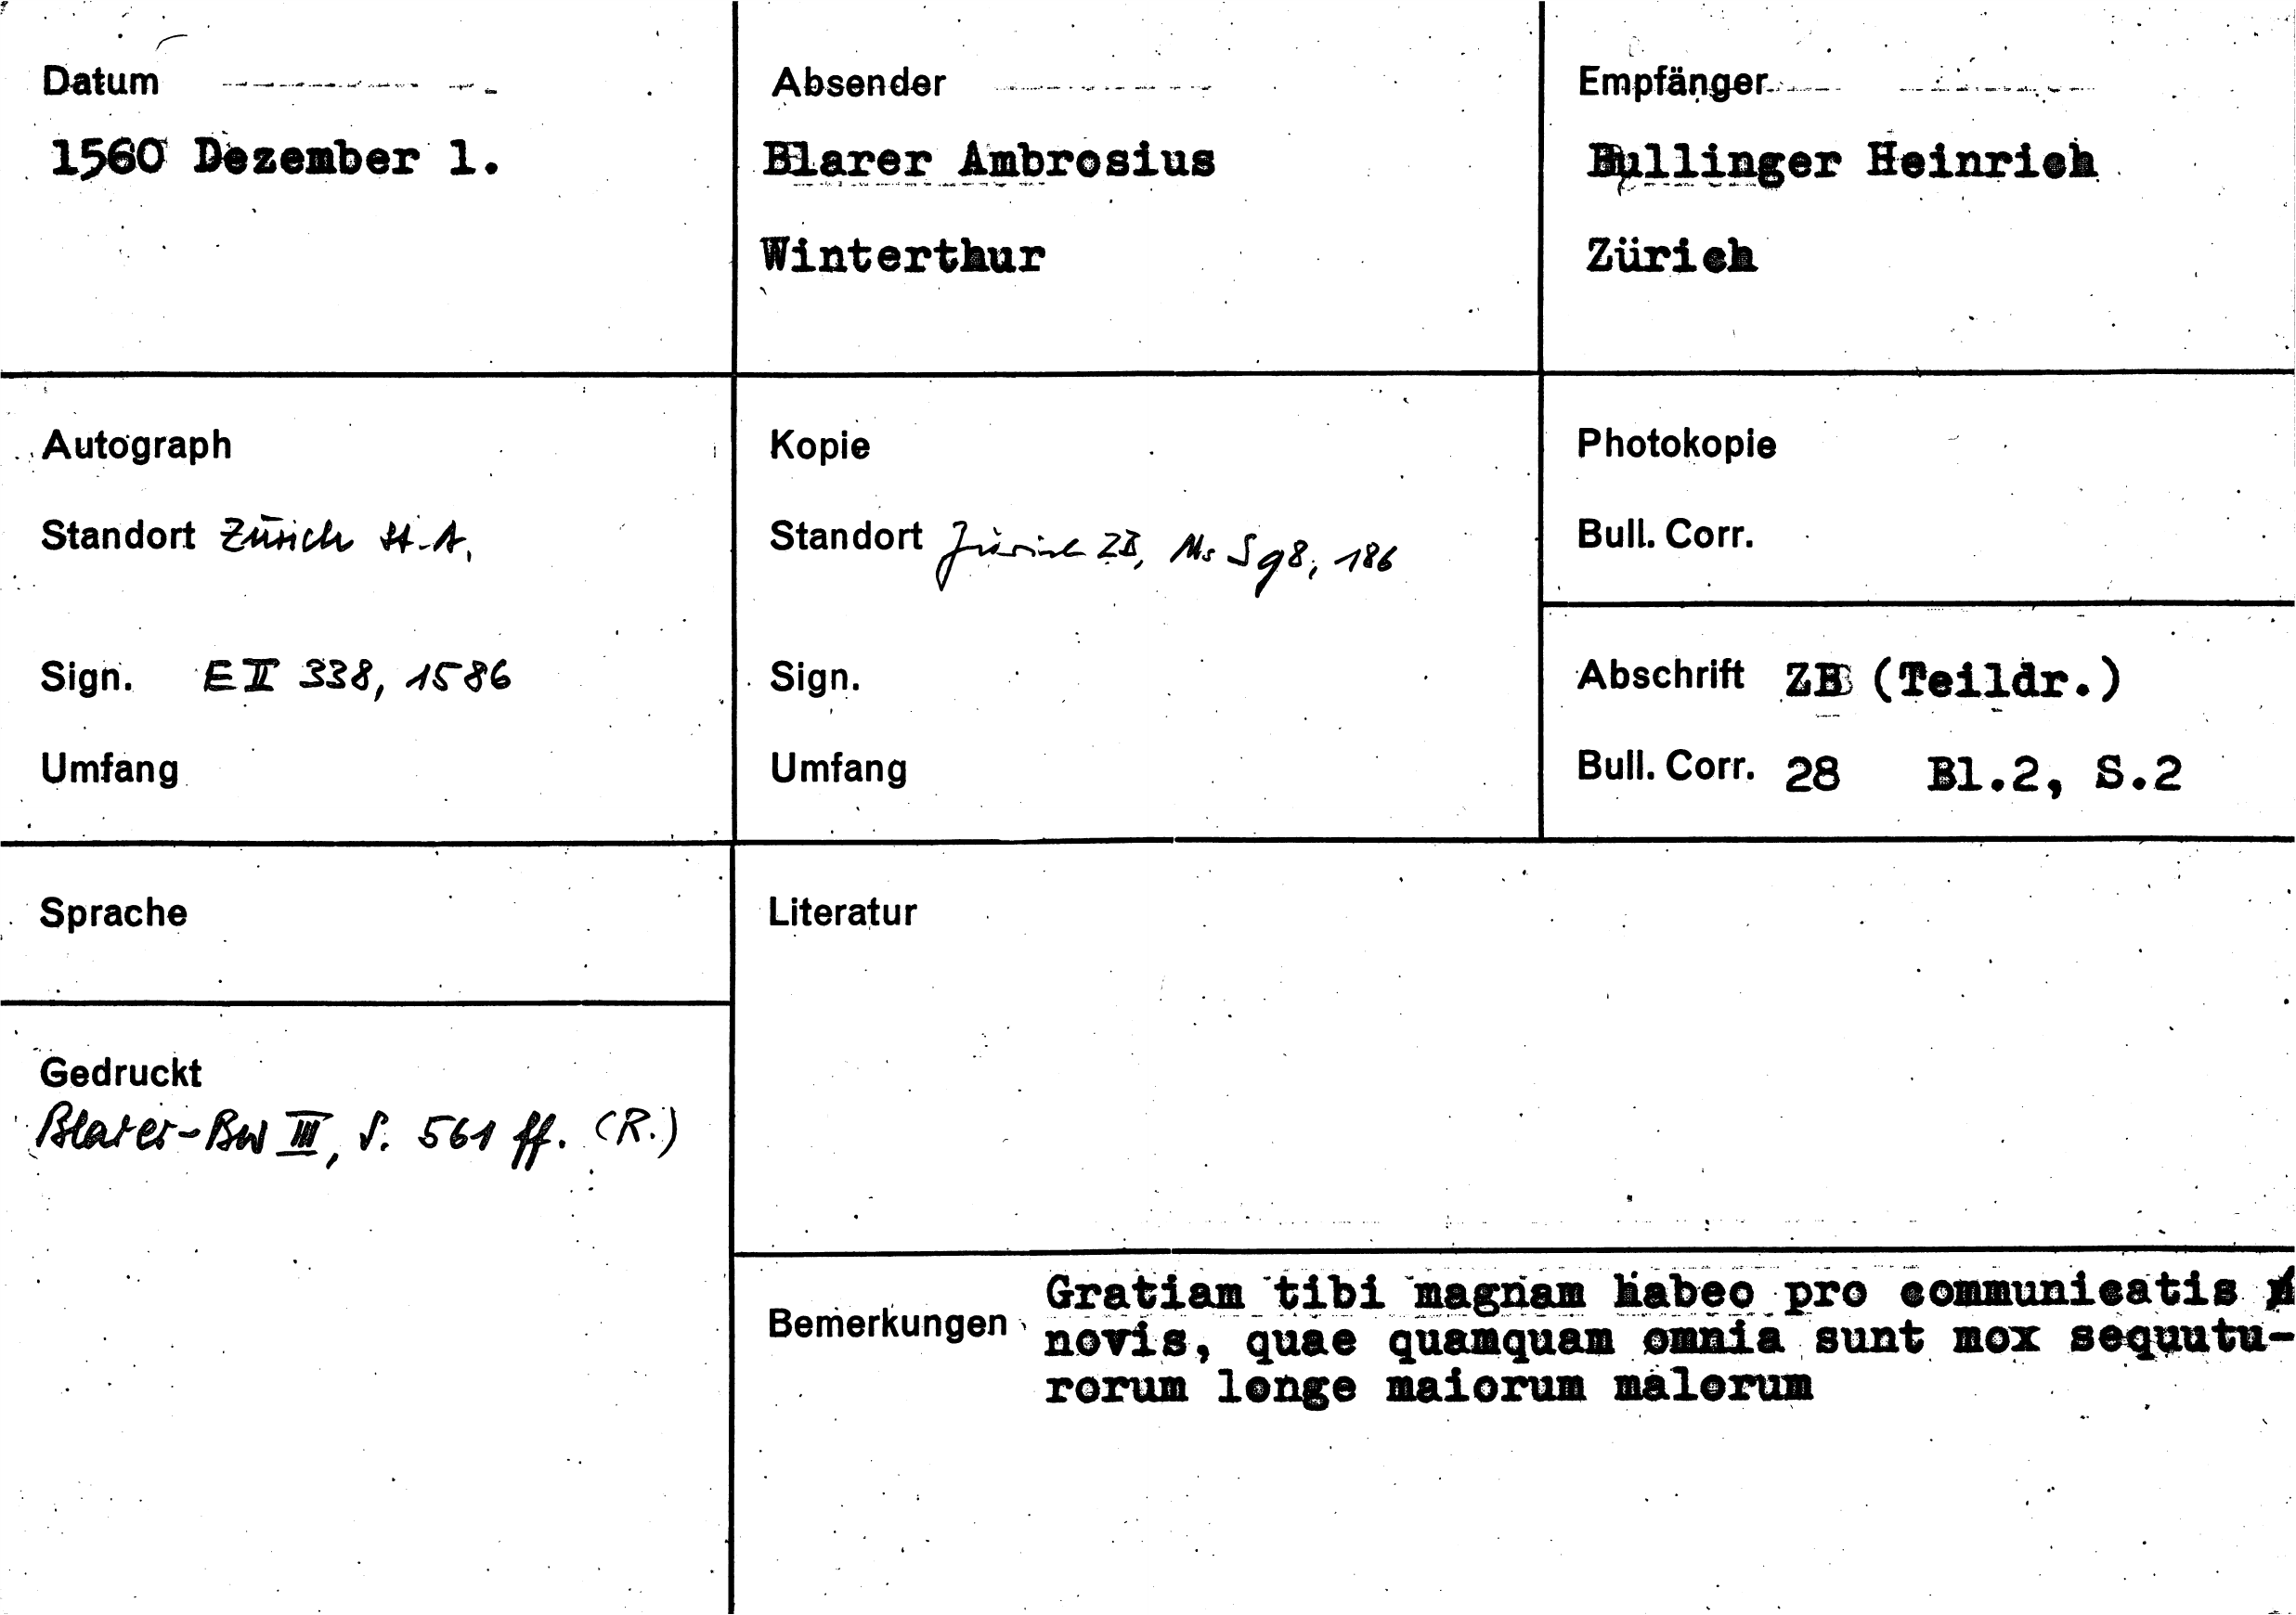 Datum
1560 Dezember 1.
Absender
Blarer Ambrosius
Winterthur
Empfänger
Bullinger Heinrich
Zürich
Autograph
Standort Zürich St.A.
Sign. E II 338, 1586
Umfang
Kopie
Standort Zürich ZB, Ms S 98, 186
Sign.
Umfang
Photokopie
Bull. Corr.
Abschrift ZB (Teildr.)
Bull. Corr. 28 Bl.2, S.2
Sprache
Gedruckt
Blarer-Bw III, S. 561 ff. (R.)
Literatur
Bemerkungen
Gratiam tibi magnam habeo pro communicatis
novis, quae quamquam omnia sunt mox sequutu-
rorum longe maiorum malorum